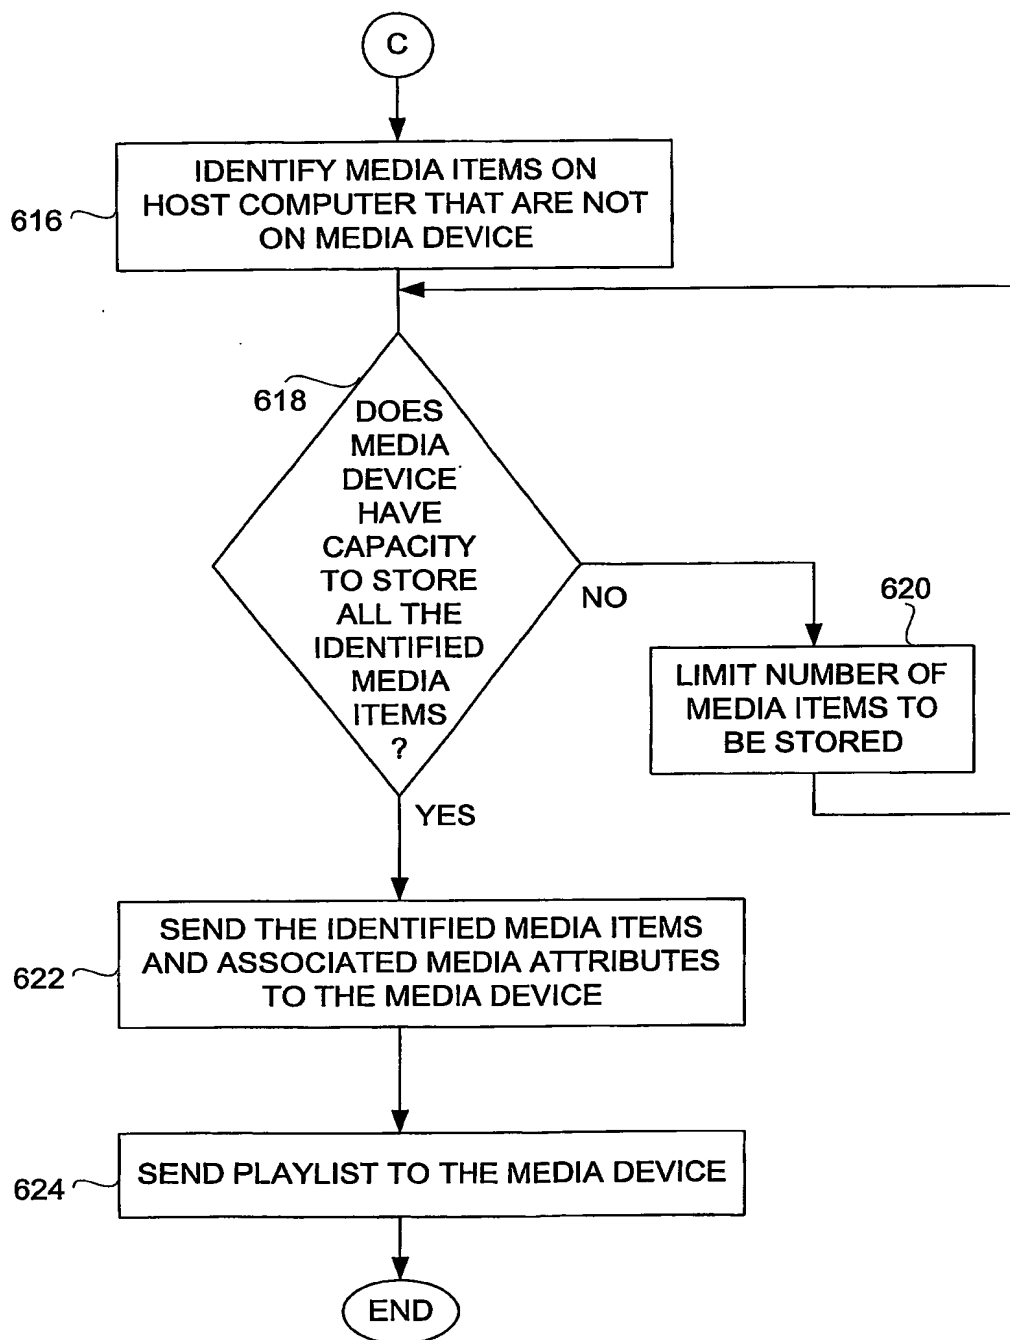 C
IDENTIFY MEDIA ITEMS ON
HOST COMPUTER THAT ARE NOT
ON MEDIA DEVICE
616
618
DOES
MEDIA
DEVICE
HAVE
CAPACITY
TO STORE
ALL THE
IDENTIFIED
MEDIA
ITEMS
?
NO
620
LIMIT NUMBER OF
MEDIA ITEMS TO
BE STORED
YES
SEND THE IDENTIFIED MEDIA ITEMS
AND ASSOCIATED MEDIA ATTRIBUTES
TO THE MEDIA DEVICE
622
SEND PLAYLIST TO THE MEDIA DEVICE
624
END